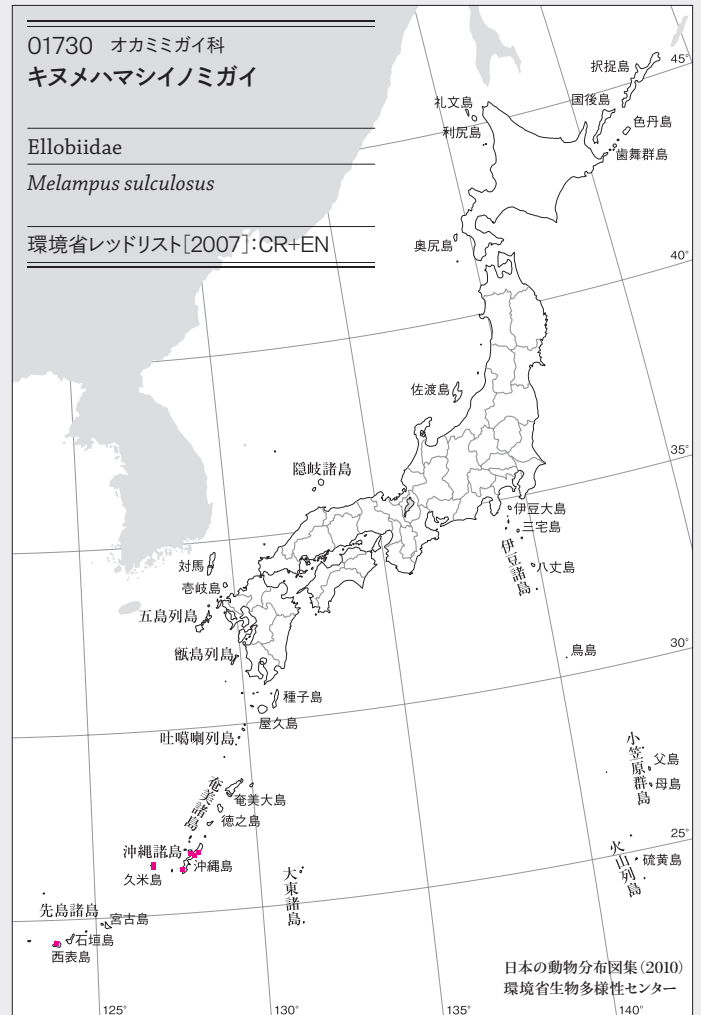 01730 オカミミガイ科
キヌメハマシイノミガイ
Ellobiidae
Melampus sulculosus
環境省レッドリスト[2007]:CR+EN
択捉島
45°
国後島
礼文島
色丹島
利尻島
歯舞群島
奥尻島
40°
佐渡島
35°
隠岐諸島
伊豆大島
三宅島
伊豆諸島
八丈島
対馬
壱岐島
五島列島
甑島列島
鳥島
30°
種子島
屋久島
吐噶喇列島
小笠原群島
父島
母島
奄美諸島
奄美大島
徳之島
25°
火山列島
硫黄島
沖縄諸島
沖縄島
久米島
大東諸島
先島諸島
宮古島
石垣島
西表島
日本の動物分布図集(2010)
環境省生物多様性センター
125°
130°
135°
140°